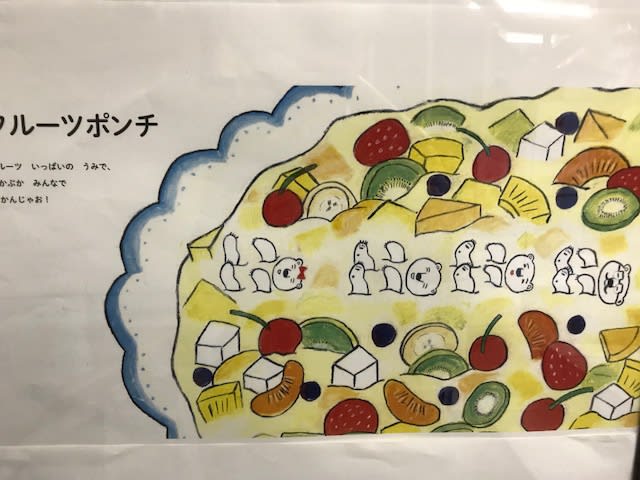 フルーツポンチ
ルーツ いっぱいの うみで、
かぷか みんなで
かんじゃお！